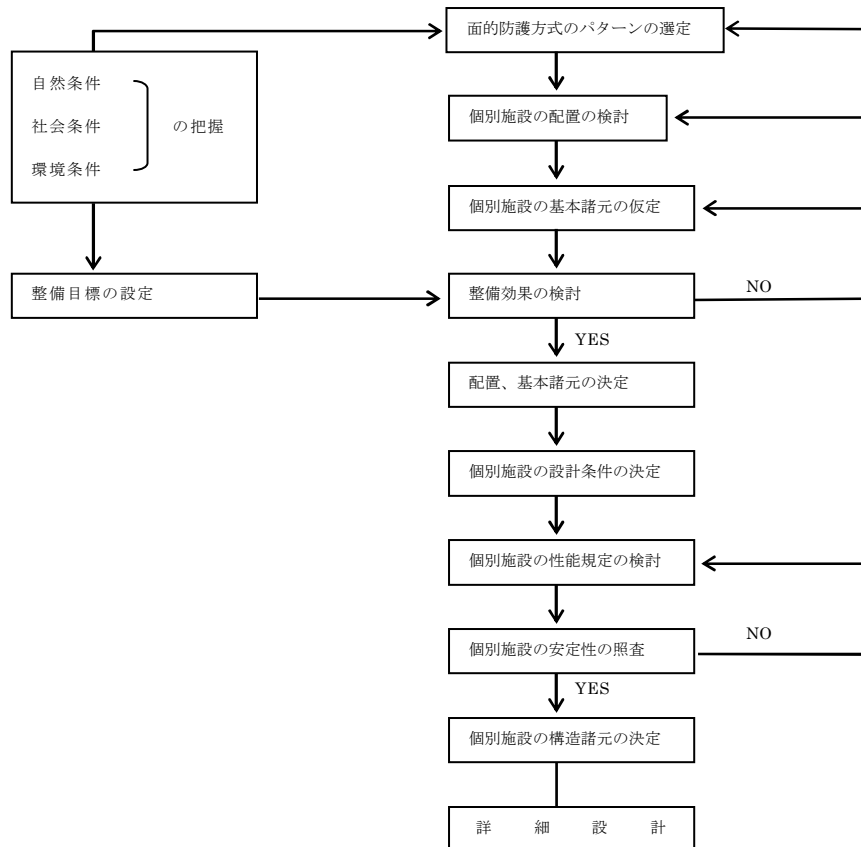 面的防護方式のパターンの選定
自然条件
社会条件
の把握
環境条件
個別施設の配置の検討
個別施設の基本諸元の仮定
整備目標の設定
整備効果の検討
NO
YES
配置、基本諸元の決定
個別施設の設計条件の決定
個別施設の性能規定の検討
個別施設の安定性の照査
NO
YES
個別施設の構造諸元の決定
詳 細 設 計